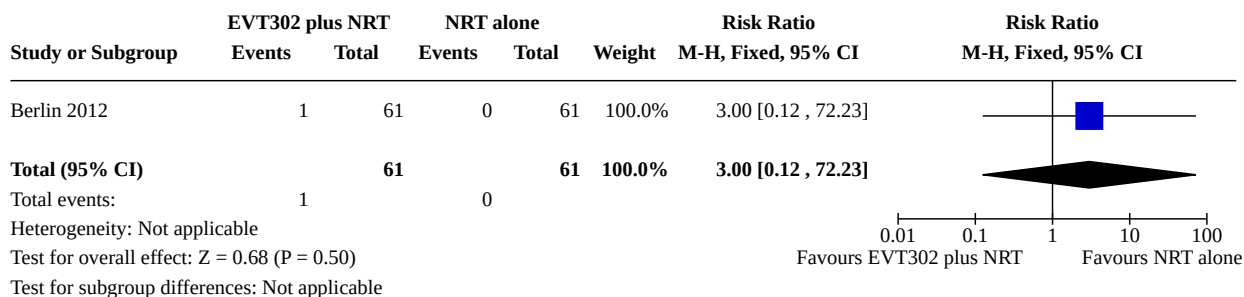 EVT302 plus NRT NRT alone Risk Ratio Risk Ratio
Study or Subgroup Events Total Events Total Weight M-H, Fixed, 95% CI M-H, Fixed, 95% CI
Berlin 2012 1 61 0 61 100.0% 3.00 [0.12 , 72.23]
Total (95% CI) 61 61 100.0% 3.00 [0.12 , 72.23]
Total events: 1 0
Heterogeneity: Not applicable 0.01 0.1 1 10 100
Test for overall effect: Z = 0.68 (P = 0.50) Favours EVT302 plus NRT Favours NRT alone
Test for subgroup differences: Not applicable